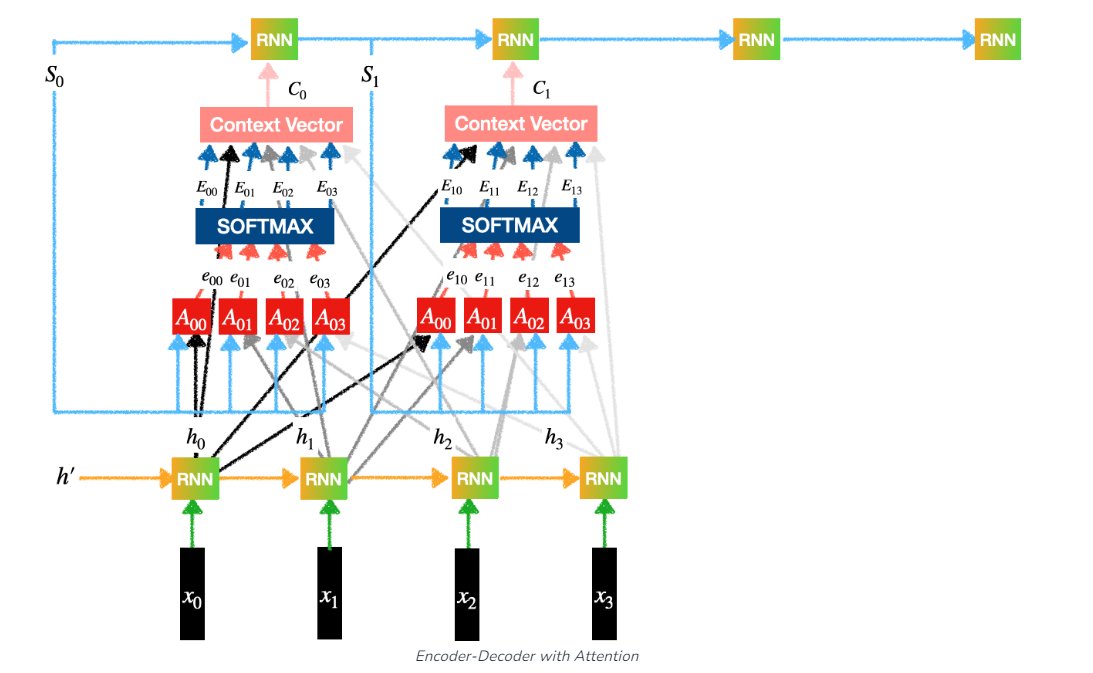 RNN RNN RNN RNN
S0 S1
C0 C1
Context Vector Context Vector
E00 E01 E02 E03 E10 E11 E12 E13
SOFTMAX SOFTMAX
e00 e01 e02 e03 e10 e11 e12 e13
A00 A01 A02 A03 A00 A01 A02 A03
h0 h1 h2 h3
h′ RNN RNN RNN RNN
x0 x1 x2 x3
Encoder-Decoder with Attention